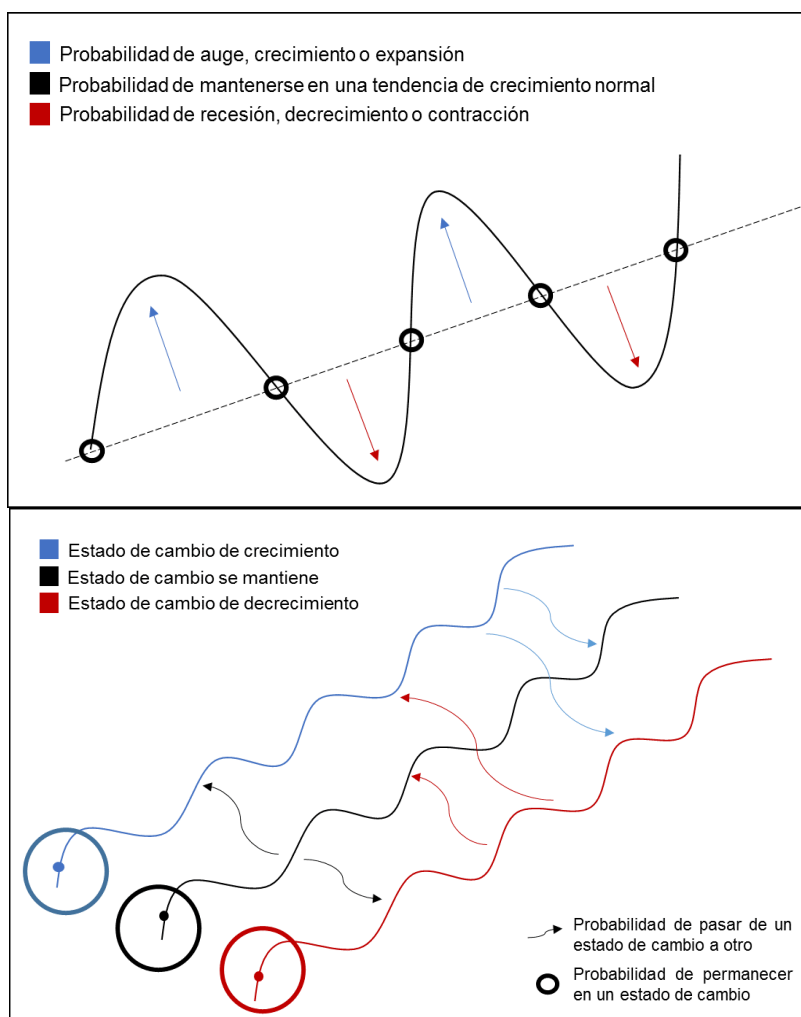 Probabilidad de auge, crecimiento o expansión
Probabilidad de mantenerse en una tendencia de crecimiento normal
Probabilidad de recesión, decrecimiento o contracción
Estado de cambio de crecimiento
Estado de cambio se mantiene
Estado de cambio de decrecimiento
Probabilidad de pasar de un
estado de cambio a otro
Probabilidad de permanecer
en un estado de cambio